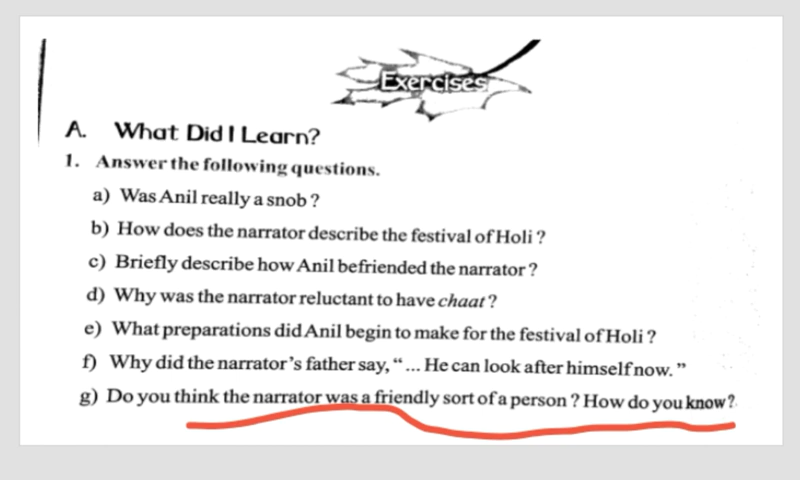 Exercises
A. What Did I Learn?
1. Answer the following questions.
a) Was Anil really a snob ?
b) How does the narrator describe the festival of Holi ?
c) Briefly describe how Anil befriended the narrator ?
d) Why was the narrator reluctant to have chaat ?
e) What preparations did Anil begin to make for the festival of Holi ?
f) Why did the narrator's father say, “ ... He can look after himself now. ”
g) Do you think the narrator was a friendly sort of a person ? How do you know ?